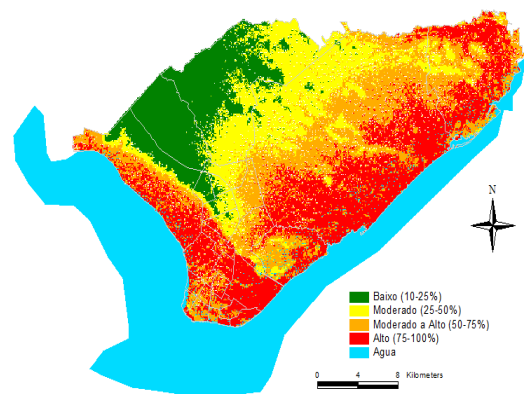 N
Baixo (10-25%)
Moderado (25-50%)
Moderado a Alto (50-75%)
Alto (75-100%)
Agua
0 4 8 Kilometers